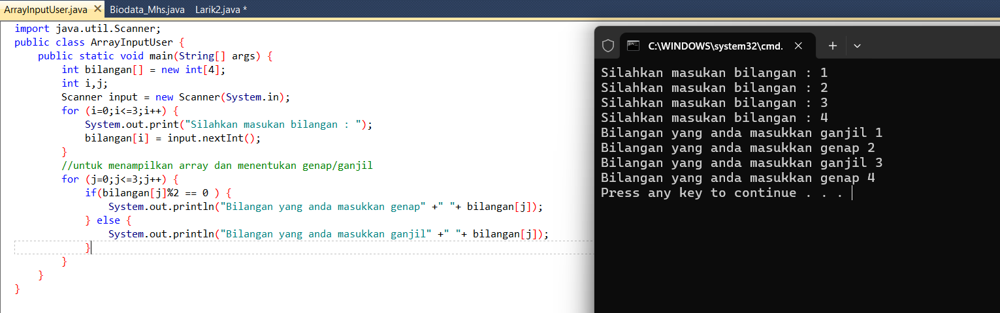 ArrayInputUser.java Biodata_Mhs.java Larik2.java *
import java.util.Scanner;
public class ArrayInputUser {
public static void main(String[] args) {
int bilangan[] = new int[4];
int i,j;
Scanner input = new Scanner(System.in);
for (i=0;i<=3;i++) {
System.out.print("Silahkan masukan bilangan : ");
bilangan[i] = input.nextInt();
}
//untuk menampilkan array dan menentukan genap/ganjil
for (j=0;j<=3;j++) {
if(bilangan[j]%2 == 0 ) {
System.out.println("Bilangan yang anda masukkan genap" +" "+ bilangan[j]);
} else {
System.out.println("Bilangan yang anda masukkan ganjil" +" "+ bilangan[j]);
}
}
}
}
C:\WINDOWS\system32\cmd.
Silahkan masukan bilangan : 1
Silahkan masukan bilangan : 2
Silahkan masukan bilangan : 3
Silahkan masukan bilangan : 4
Bilangan yang anda masukkan ganjil 1
Bilangan yang anda masukkan genap 2
Bilangan yang anda masukkan ganjil 3
Bilangan yang anda masukkan genap 4
Press any key to continue . . .